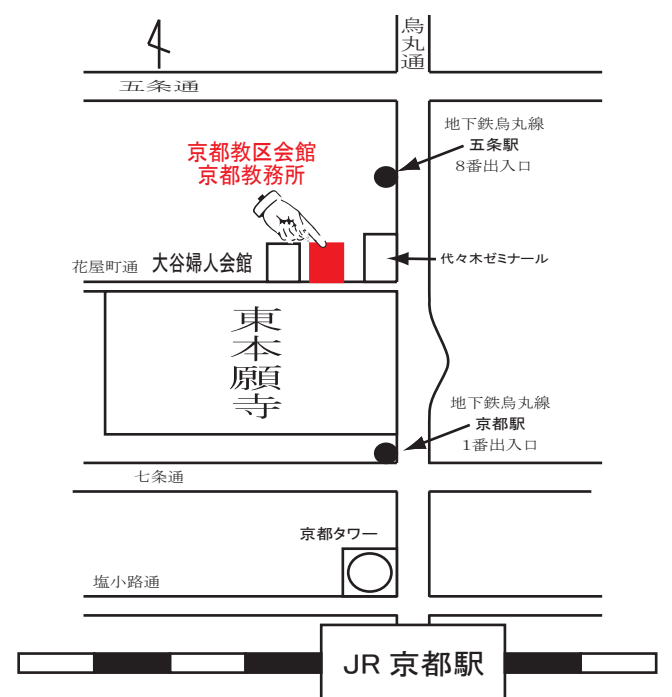 烏丸通
五条通
地下鉄烏丸線
五条駅
8番出入口
京都教区会館
京都教務所
花屋町通
大谷婦人会館
代々木ゼミナール
東本願寺
地下鉄烏丸線
京都駅
1番出入口
七条通
京都タワー
塩小路通
JR 京都駅